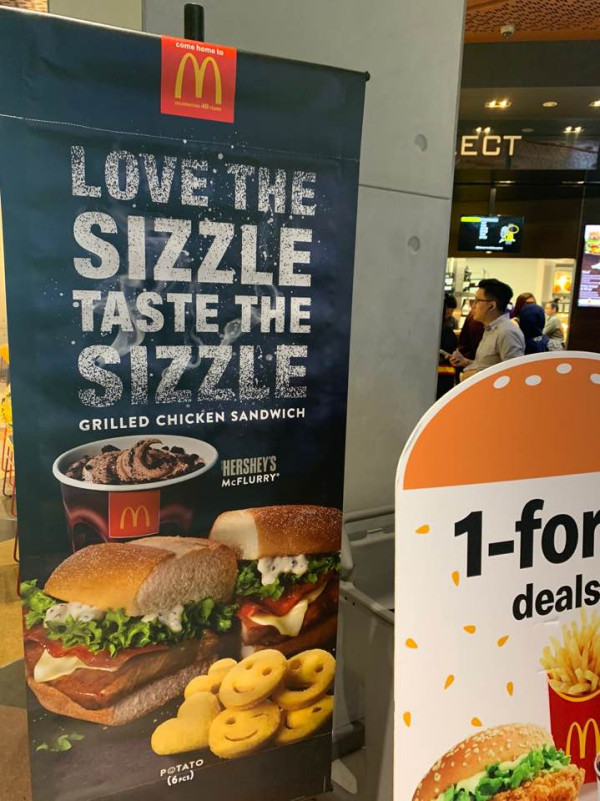 come home to
M
LOVE THE
SIZZLE
TASTE THE
SIZZLE
GRILLED CHICKEN SANDWICH
HERSHEY'S
McFLURRY®
M
POTATO
(6PCS)
ECT
1-for
deals
M